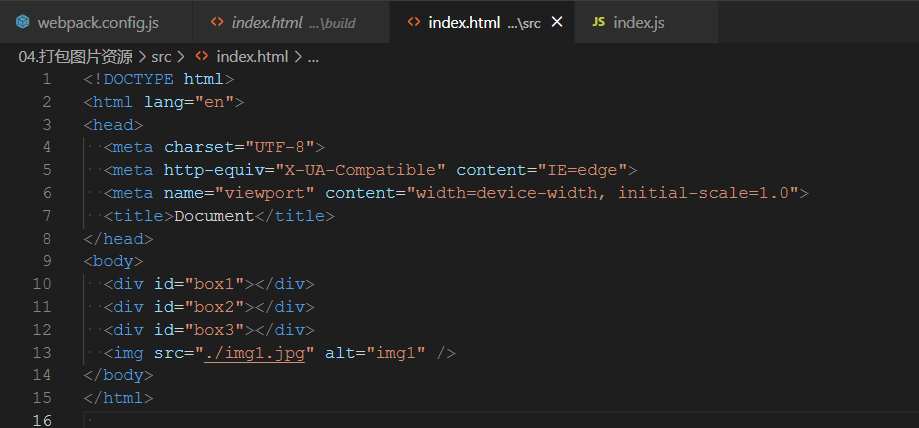 webpack.config.js index.html ...\build index.html ...\src JS index.js
04.打包图片资源 > src > index.html > ...
1 <!DOCTYPE html>
2 <html lang="en">
3 <head>
4 <meta charset="UTF-8">
5 <meta http-equiv="X-UA-Compatible" content="IE=edge">
6 <meta name="viewport" content="width=device-width, initial-scale=1.0">
7 <title>Document</title>
8 </head>
9 <body>
10 <div id="box1"></div>
11 <div id="box2"></div>
12 <div id="box3"></div>
13 <img src="./img1.jpg" alt="img1" />
14 </body>
15 </html>
16